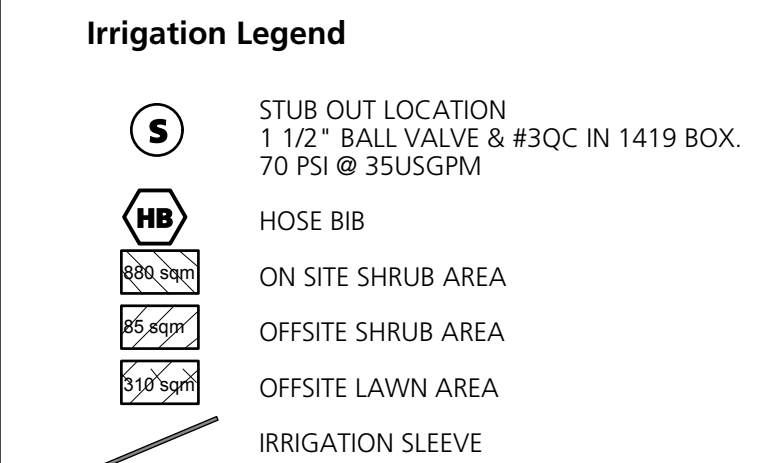 Irrigation Legend
S
STUB OUT LOCATION
1 1/2" BALL VALVE & #3QC IN 1419 BOX.
70 PSI @ 35USGPM
HB
HOSE BIB
880 sqm
ON SITE SHRUB AREA
85 sqm
OFFSITE SHRUB AREA
310 sqm
OFFSITE LAWN AREA
IRRIGATION SLEEVE